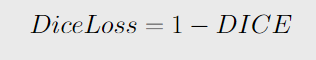 DiceLoss = 1 − DICE